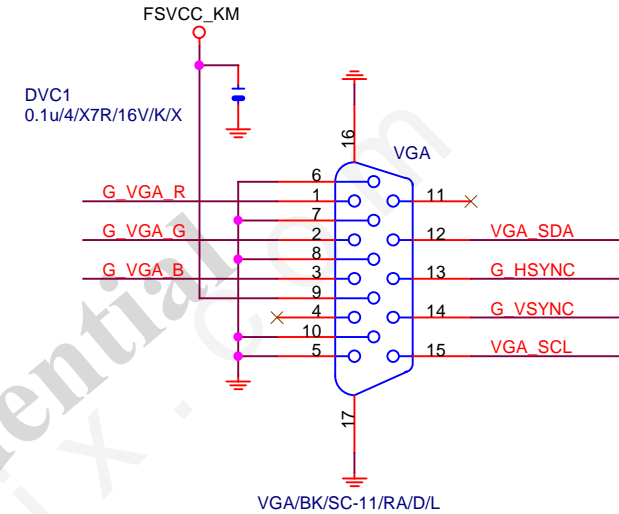 FSVCC_KM
DVC1
0.1u/4/X7R/16V/K/X
16
VGA
6
G_VGA_R 1 11
7
G_VGA_G 2 12 VGA_SDA
8
G_VGA_B 3 13 G_HSYNC
9
4 14 G_VSYNC
10
5 15 VGA_SCL
17
VGA/BK/SC-11/RA/D/L